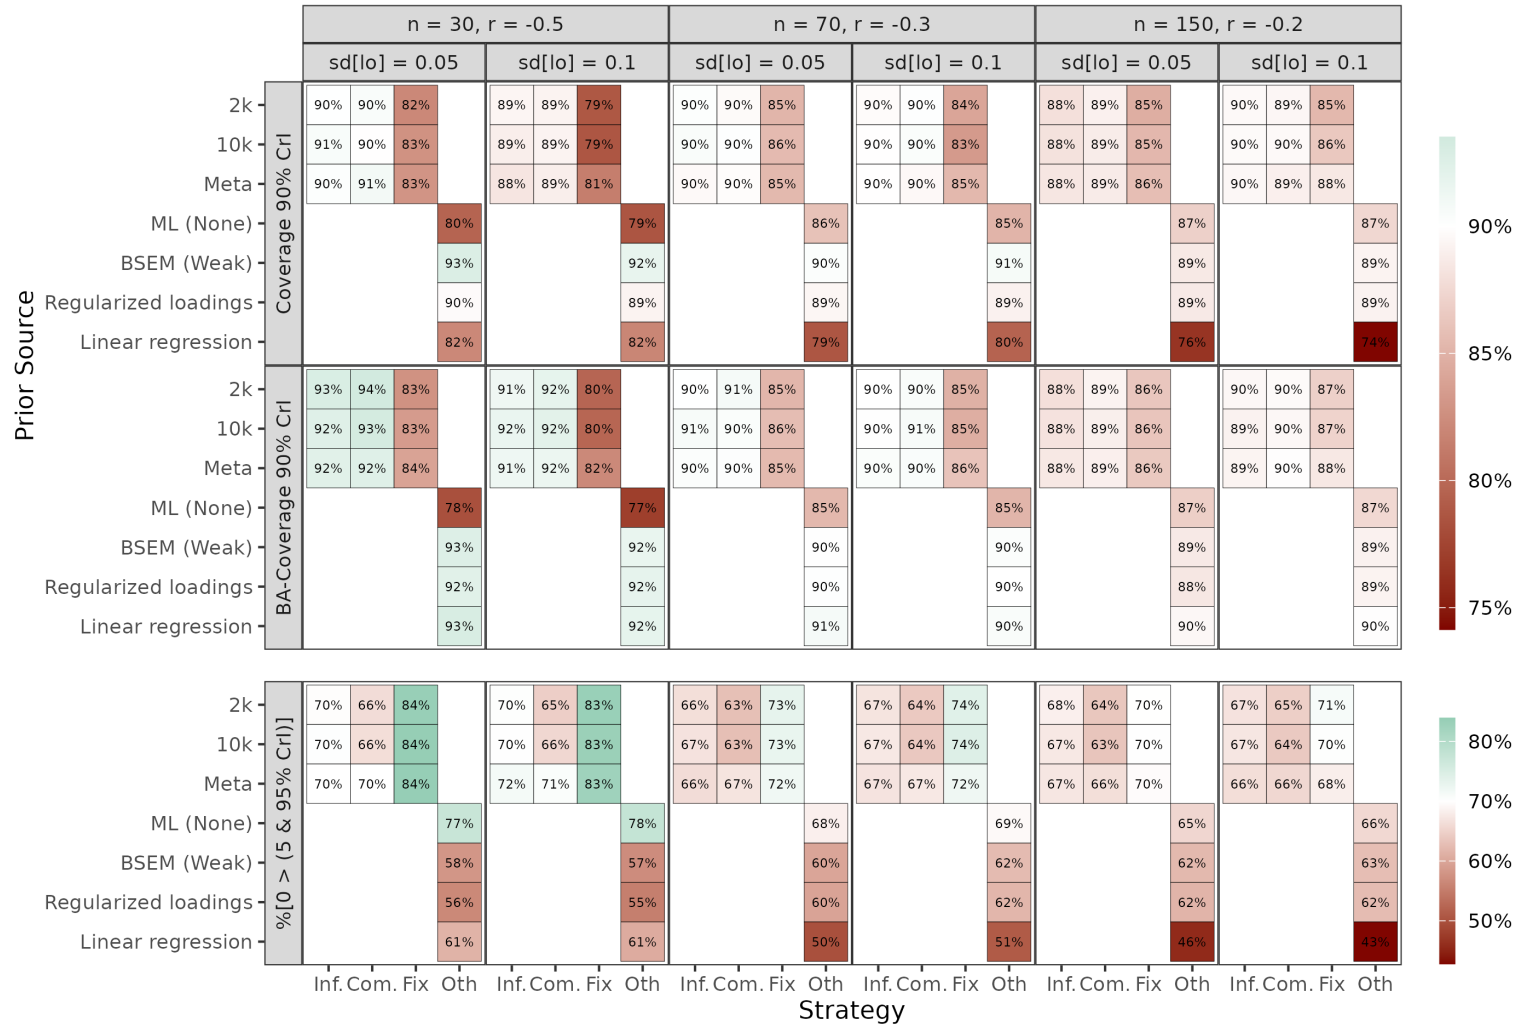 n = 30, r = -0.5 n = 70, r = -0.3 n = 150, r = -0.2
sd[lo] = 0.05 sd[lo] = 0.1 sd[lo] = 0.05 sd[lo] = 0.1 sd[lo] = 0.05 sd[lo] = 0.1
Prior Source
Coverage 90% CrI
2k 90% 90% 82% 89% 89% 79% 90% 90% 85% 90% 90% 84% 88% 89% 85% 90% 89% 85%
10k 91% 90% 83% 89% 89% 79% 90% 90% 86% 90% 90% 83% 88% 89% 85% 90% 90% 86%
Meta 90% 91% 83% 88% 89% 81% 90% 90% 85% 90% 90% 85% 88% 89% 86% 90% 89% 88%
ML (None) 80% 79% 86% 85% 87% 87%
BSEM (Weak) 93% 92% 90% 91% 89% 89%
Regularized loadings 90% 89% 89% 89% 89% 89%
Linear regression 82% 82% 79% 80% 76% 74%
90%
85%
80%
75%
BA-Coverage 90% CrI
2k 93% 94% 83% 91% 92% 80% 90% 91% 85% 90% 90% 85% 88% 89% 86% 90% 90% 87%
10k 92% 93% 83% 92% 92% 80% 91% 90% 86% 90% 91% 85% 88% 89% 86% 89% 90% 87%
Meta 92% 92% 84% 91% 92% 82% 90% 90% 85% 90% 90% 86% 88% 89% 86% 89% 90% 88%
ML (None) 78% 77% 85% 85% 87% 87%
BSEM (Weak) 93% 92% 90% 90% 89% 89%
Regularized loadings 92% 92% 90% 90% 88% 89%
Linear regression 93% 92% 91% 90% 90% 90%
%[0 > (5 & 95% CrI)]
2k 70% 66% 84% 70% 65% 83% 66% 63% 73% 67% 64% 74% 68% 64% 70% 67% 65% 71%
10k 70% 66% 84% 70% 66% 83% 67% 63% 73% 67% 64% 74% 67% 63% 70% 67% 64% 70%
Meta 70% 70% 84% 72% 71% 83% 66% 67% 72% 67% 67% 72% 67% 66% 70% 66% 66% 68%
ML (None) 77% 78% 68% 69% 65% 66%
BSEM (Weak) 58% 57% 60% 62% 62% 63%
Regularized loadings 56% 55% 60% 62% 62% 62%
Linear regression 61% 61% 50% 51% 46% 43%
80%
70%
60%
50%
Inf. Com. Fix Oth Inf. Com. Fix Oth Inf. Com. Fix Oth Inf. Com. Fix Oth Inf. Com. Fix Oth Inf. Com. Fix Oth
Strategy